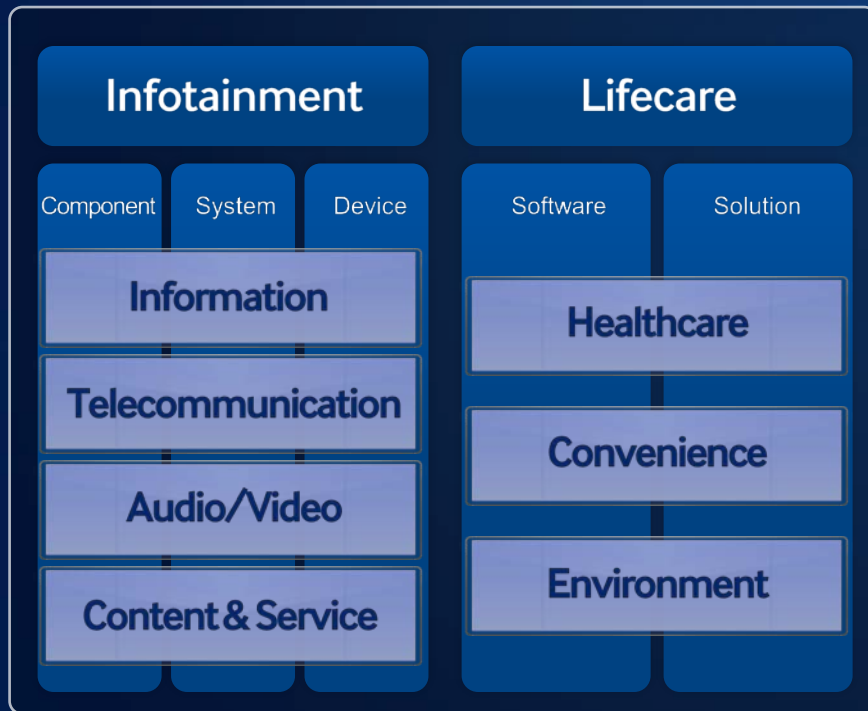 Infotainment
Lifecare
Component System Device
Software Solution
Information
Telecommunication
Audio/Video
Content & Service
Healthcare
Convenience
Environment